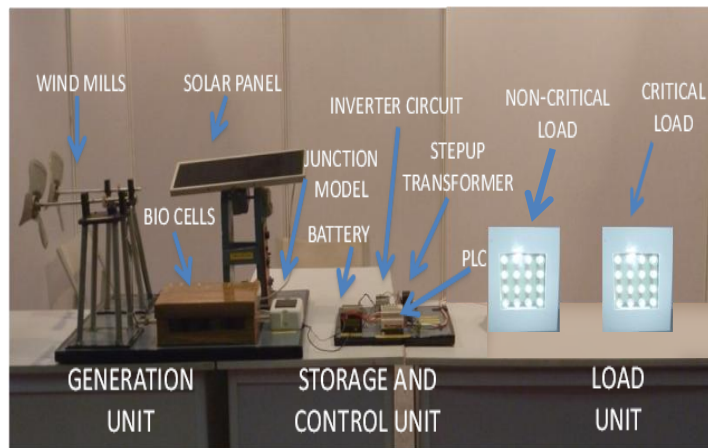 WIND MILLS
SOLAR PANEL
INVERTER CIRCUIT
NON-CRITICAL
LOAD
CRITICAL
LOAD
JUNCTION
MODEL
STEPUP
TRANSFORMER
BIO CELLS
BATTERY
PLC
GENERATION
UNIT
STORAGE AND
CONTROL UNIT
LOAD
UNIT